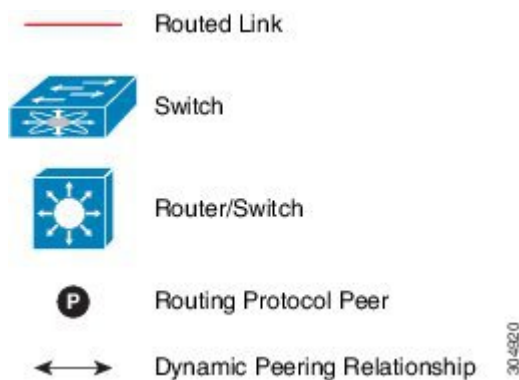 Routed Link
Switch
Router/Switch
P
Routing Protocol Peer
Dynamic Peering Relationship
304920